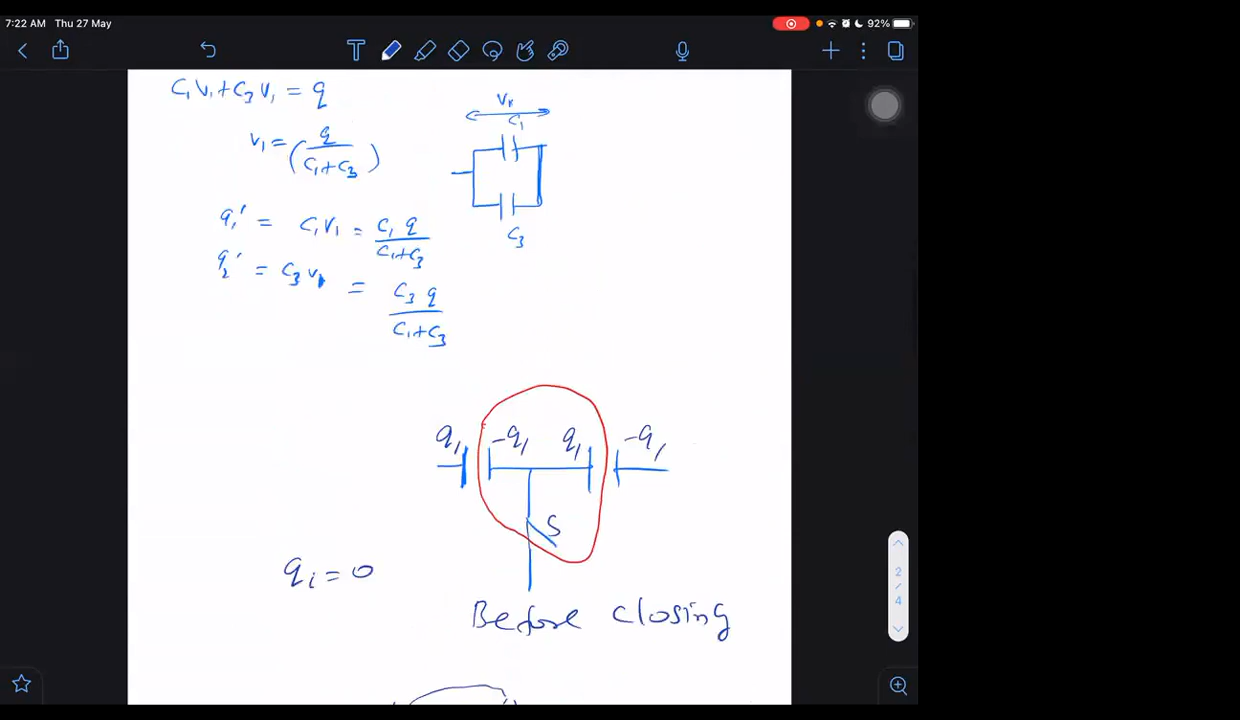 7:22 AM Thu 27 May
92%
T
C₁V₁+C₃V₁ = q
V₁ = (q/(C₁+C₃))
q₁' = C₁V₁ = C₁q/(C₁+C₃)
q₂' = C₃V₁ = C₃q/(C₁+C₃)
V₁
C₁
C₃
q₁ -q₁ q₁ -q₁
S
qᵢ = 0
Before closing
2
4